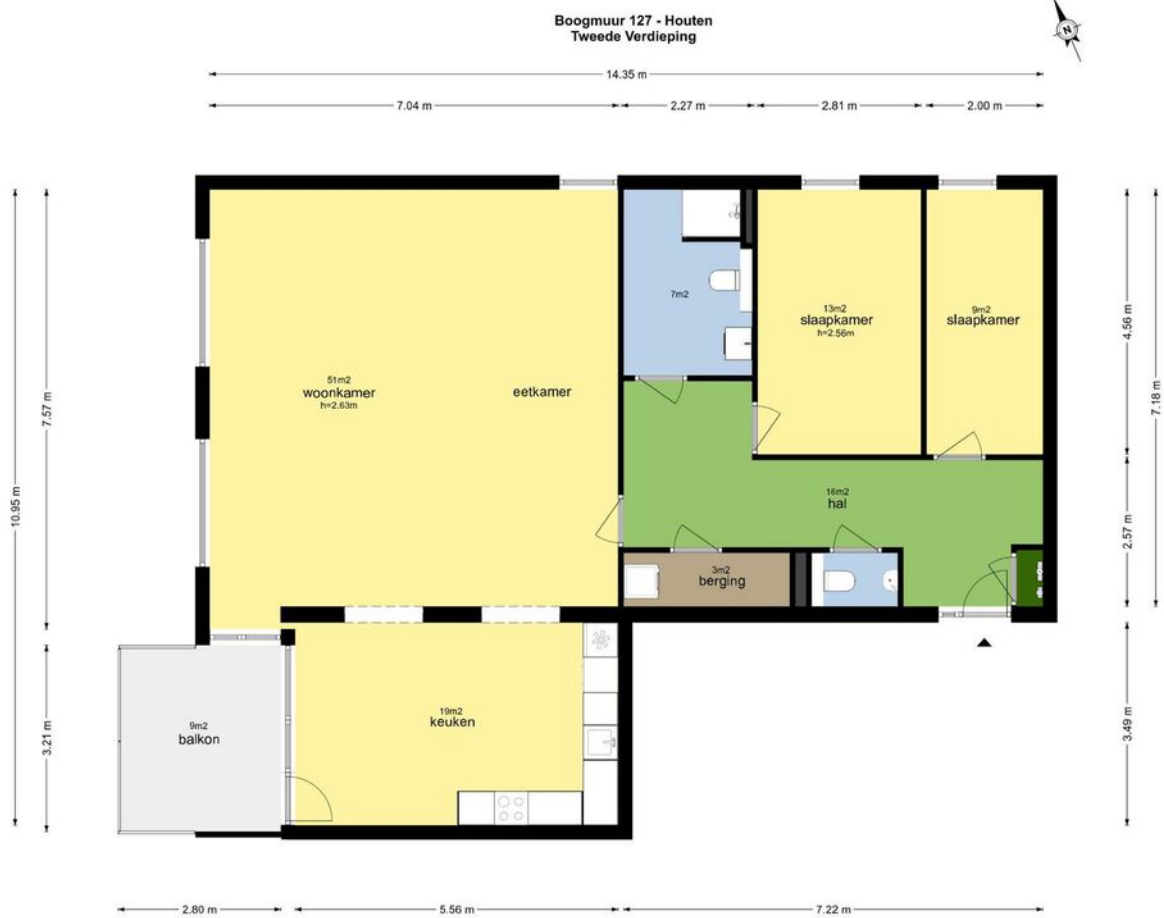 Boogmuur 127 - Houten
Tweede Verdieping
N
14.35 m
7.04 m
2.27 m
2.81 m
2.00 m
10.95 m
7.57 m
3.21 m
4.56 m
2.57 m
7.18 m
3.49 m
7m2
13m2
slaapkamer
h=2.56m
9m2
slaapkamer
51m2
woonkamer
h=2.63m
eetkamer
16m2
hal
3m2
berging
19m2
keuken
9m2
balkon
2.80 m
5.56 m
7.22 m